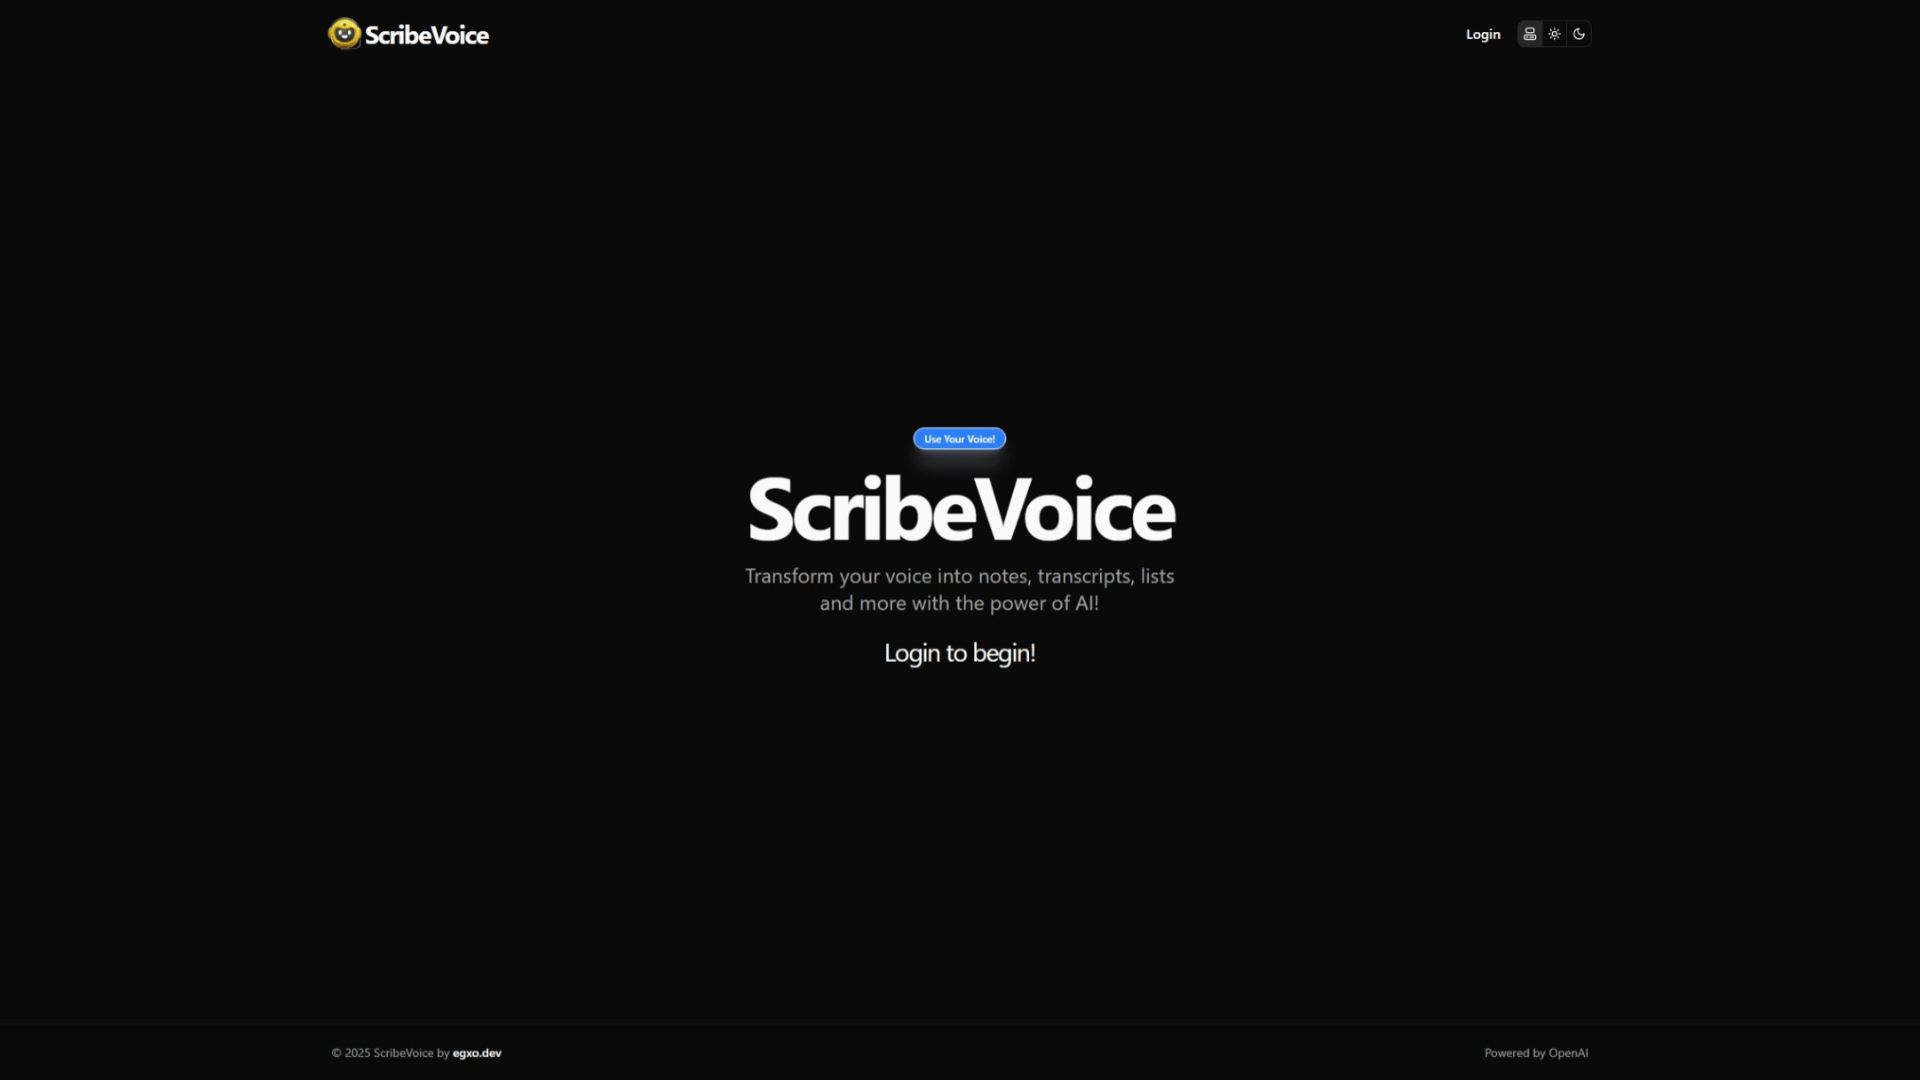 ScribeVoice
Login
Use Your Voice!
ScribeVoice
Transform your voice into notes, transcripts, lists
and more with the power of AI!
Login to begin!
© 2025 ScribeVoice by egxo.dev
Powered by OpenAI